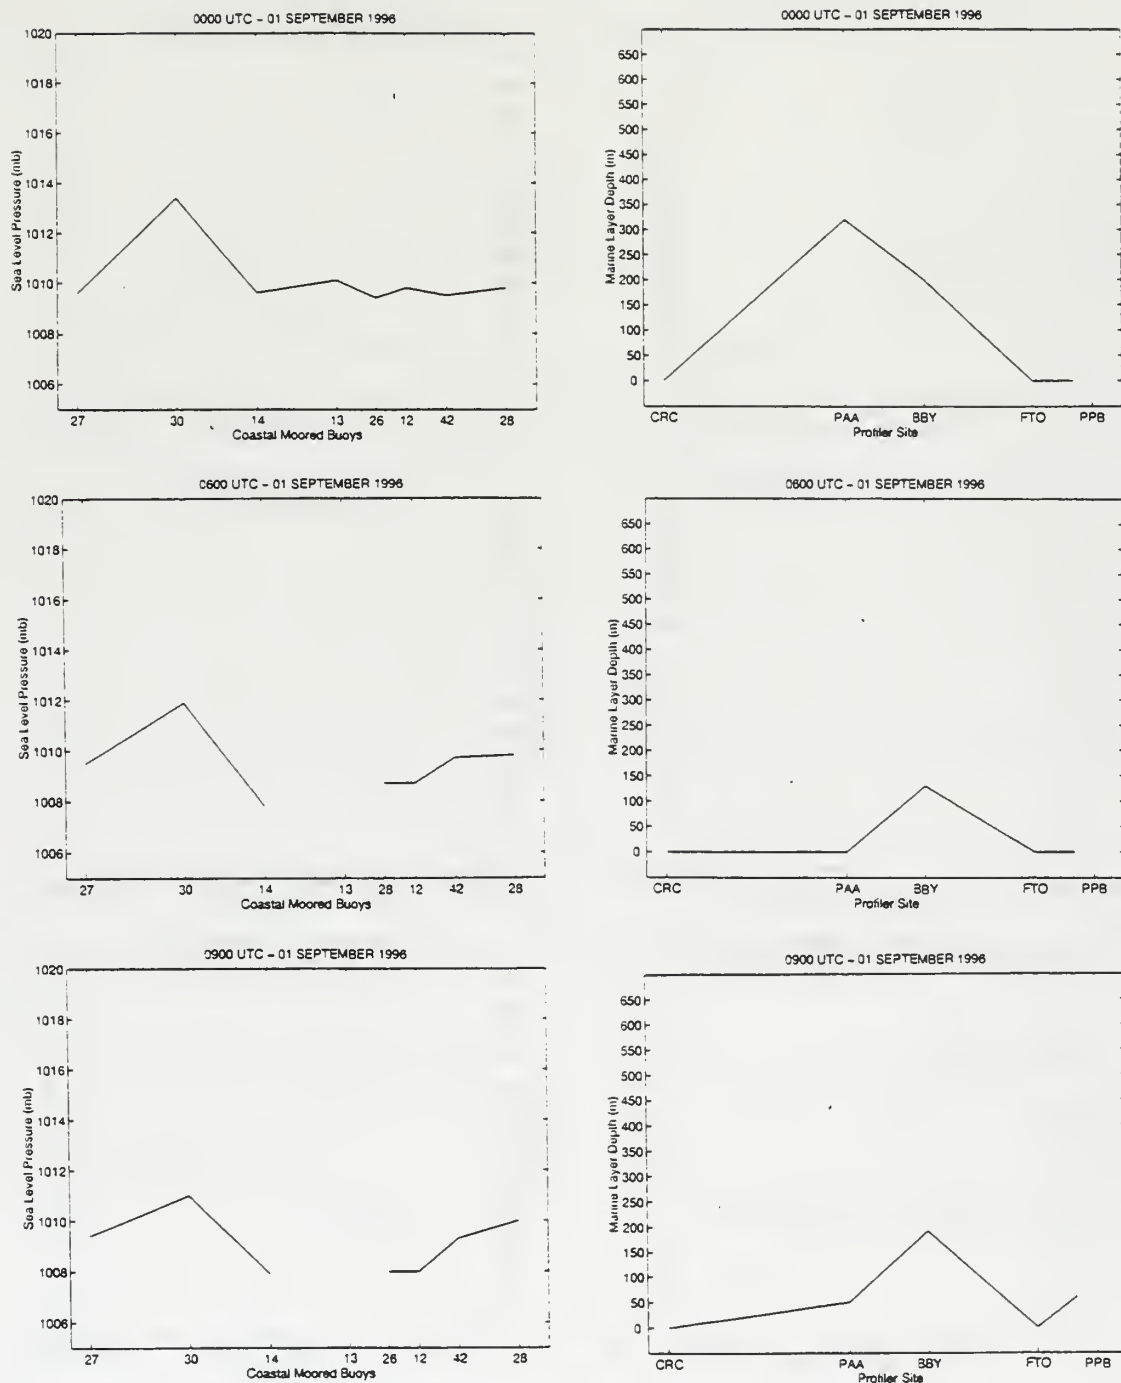 0000 UTC – 01 SEPTEMBER 1996
1020
1018
1016
1014
1012
1010
1008
1006
Sea Level Pressure (mb)
27 30 14 13 26 12 42 28
Coastal Moored Buoys
0000 UTC – 01 SEPTEMBER 1996
650
600
550
500
450
400
350
300
250
200
150
100
50
0
Marine Layer Depth (m)
CRC PAA BBY FTO PPB
Profiler Site
0600 UTC – 01 SEPTEMBER 1996
1020
1018
1016
1014
1012
1010
1008
1006
Sea Level Pressure (mb)
27 30 14 13 28 12 42 28
Coastal Moored Buoys
0600 UTC – 01 SEPTEMBER 1996
650
600
550
500
450
400
350
300
250
200
150
100
50
0
Marine Layer Depth (m)
CRC PAA BBY FTO PPB
Profiler Site
0900 UTC – 01 SEPTEMBER 1996
1020
1018
1016
1014
1012
1010
1008
1006
Sea Level Pressure (mb)
27 30 14 13 26 12 42 28
Coastal Moored Buoys
0900 UTC – 01 SEPTEMBER 1996
650
600
550
500
450
400
350
300
250
200
150
100
50
0
Marine Layer Depth (m)
CRC PAA BBY FTO PPB
Profiler Site